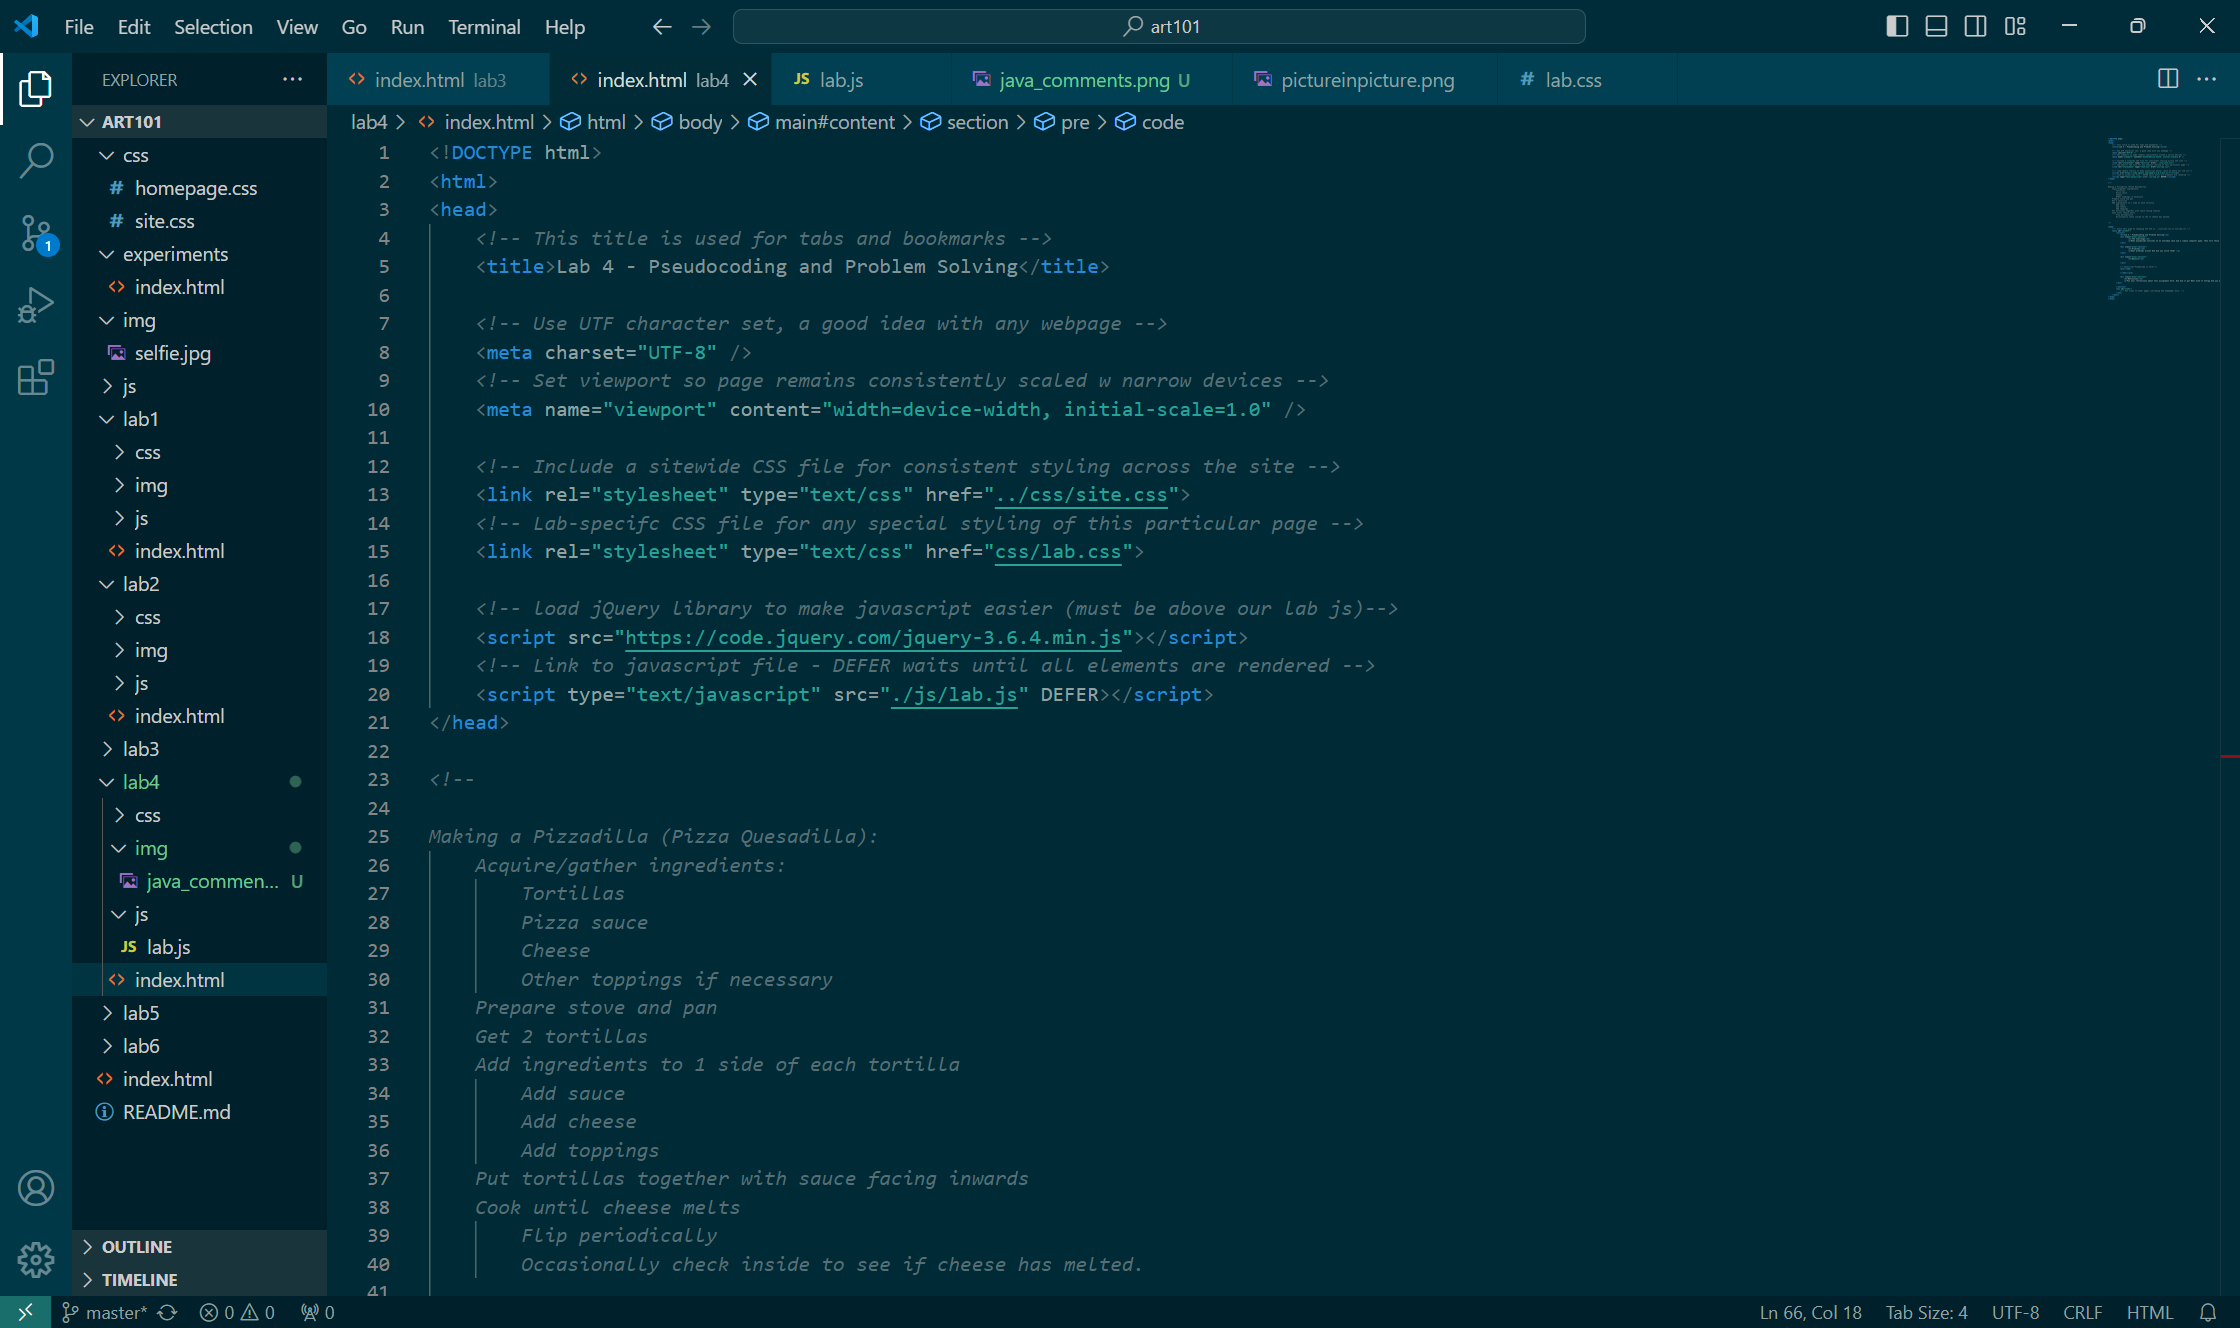 File Edit Selection View Go Run Terminal Help art101
EXPLORER index.html lab3 index.html lab4 JS lab.js java_comments.png U pictureinpicture.png # lab.css
ART101 lab4 > index.html > html > body > main#content > section > pre > code
css
# homepage.css
# site.css
experiments
index.html
img
selfie.jpg
js
lab1
css
img
js
index.html
lab2
css
img
js
index.html
lab3
lab4
css
img
java_commen... U
js
JS lab.js
index.html
lab5
lab6
index.html
README.md
OUTLINE
TIMELINE
1
1 <!DOCTYPE html>
2 <html>
3 <head>
4 <!-- This title is used for tabs and bookmarks -->
5 <title>Lab 4 - Pseudocoding and Problem Solving</title>
6
7 <!-- Use UTF character set, a good idea with any webpage -->
8 <meta charset="UTF-8" />
9 <!-- Set viewport so page remains consistently scaled w narrow devices -->
10 <meta name="viewport" content="width=device-width, initial-scale=1.0" />
11
12 <!-- Include a sitewide CSS file for consistent styling across the site -->
13 <link rel="stylesheet" type="text/css" href="../css/site.css">
14 <!-- Lab-specifc CSS file for any special styling of this particular page -->
15 <link rel="stylesheet" type="text/css" href="css/lab.css">
16
17 <!-- load jQuery library to make javascript easier (must be above our lab js)-->
18 <script src="https://code.jquery.com/jquery-3.6.4.min.js"></script>
19 <!-- Link to javascript file - DEFER waits until all elements are rendered -->
20 <script type="text/javascript" src="./js/lab.js" DEFER></script>
21 </head>
22
23 <!--
24
25 Making a Pizzadilla (Pizza Quesadilla):
26 Acquire/gather ingredients:
27 Tortillas
28 Pizza sauce
29 Cheese
30 Other toppings if necessary
31 Prepare stove and pan
32 Get 2 tortillas
33 Add ingredients to 1 side of each tortilla
34 Add sauce
35 Add cheese
36 Add toppings
37 Put tortillas together with sauce facing inwards
38 Cook until cheese melts
39 Flip periodically
40 Occasionally check inside to see if cheese has melted.
41
master* 0 0 0 Ln 66, Col 18 Tab Size: 4 UTF-8 CRLF HTML